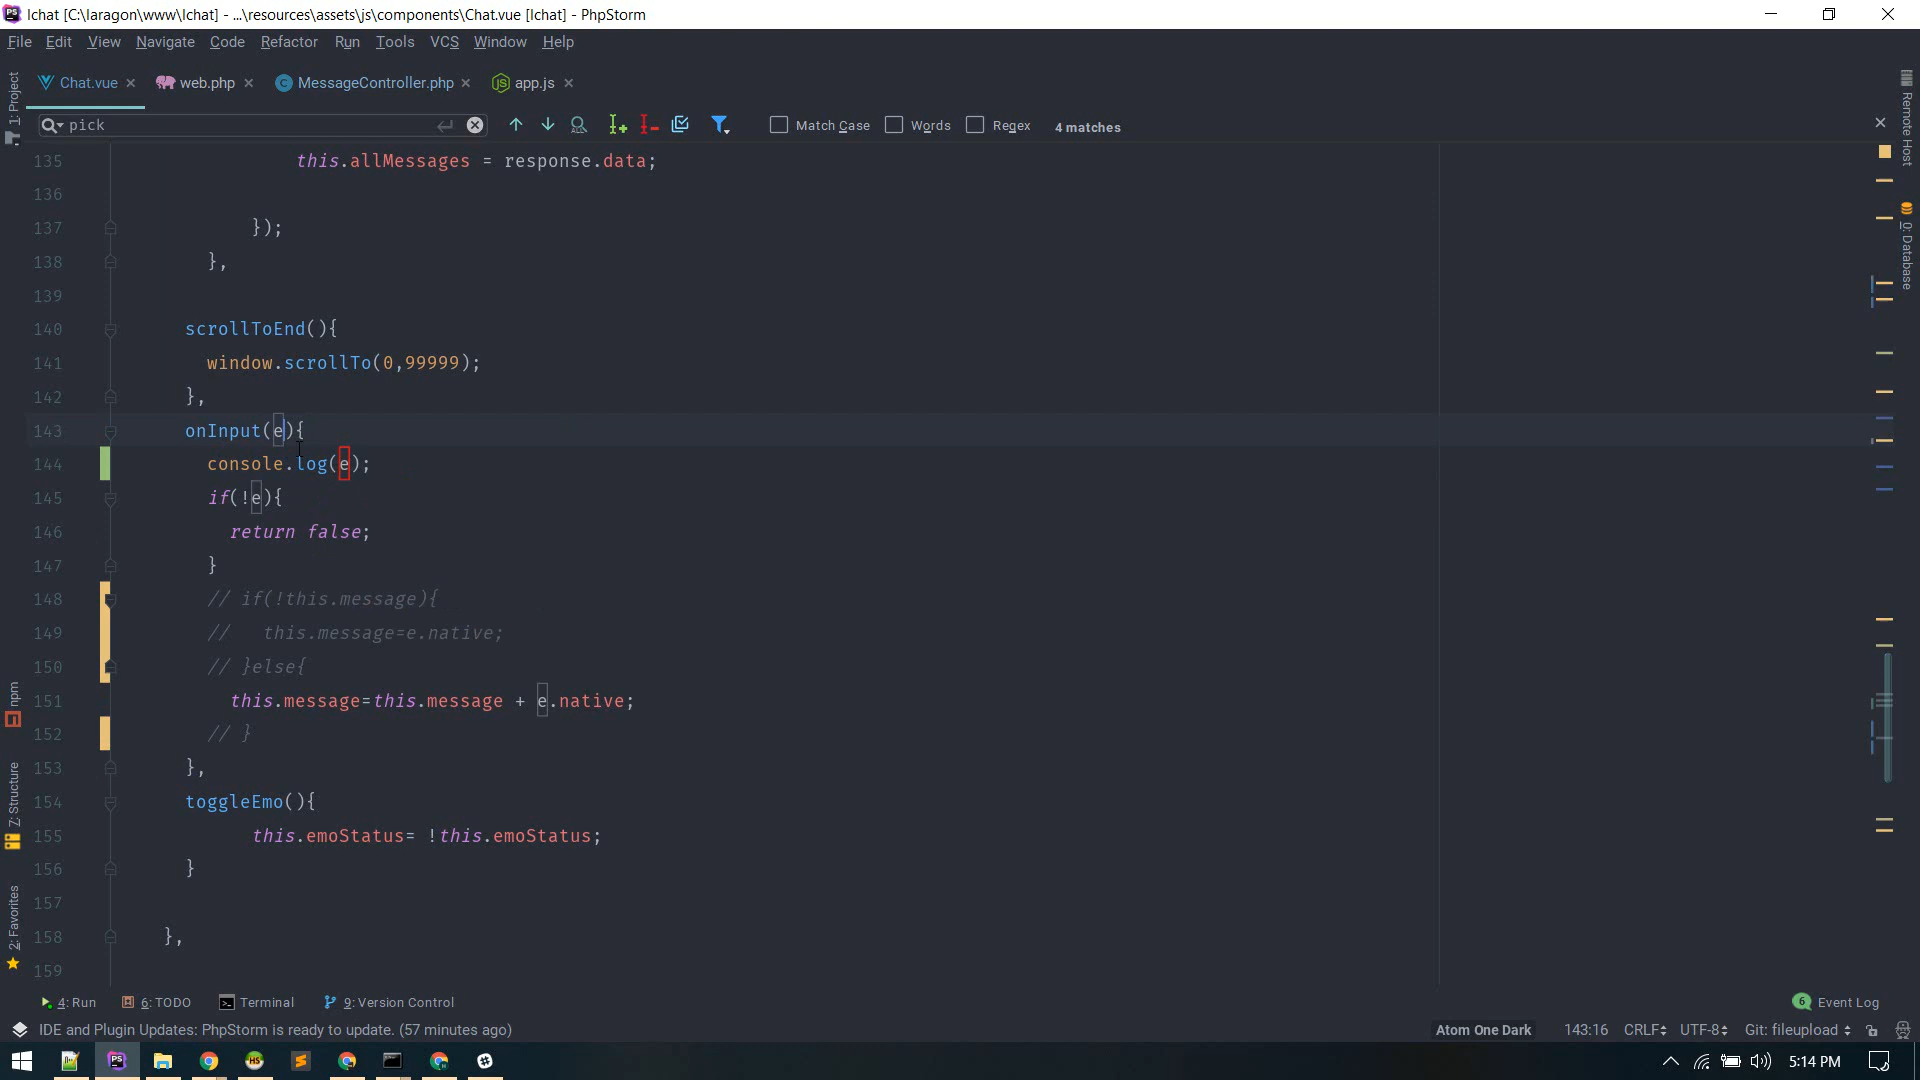 lchat [C:\laragon\www\lchat] - ...\resources\assets\js\components\Chat.vue [lchat] - PhpStorm
File Edit View Navigate Code Refactor Run Tools VCS Window Help
Chat.vue web.php MessageController.php app.js
pick Match Case Words Regex 4 matches
135 this.allMessages = response.data;
136
137 });
138 },
139
140 scrollToEnd(){
141 window.scrollTo(0,99999);
142 },
143 onInput(e){
144 console.log(e);
145 if(!e){
146 return false;
147 }
148 // if(!this.message){
149 //   this.message=e.native;
150 // }else{
151 this.message=this.message + e.native;
152 // }
153 },
154 toggleEmo(){
155 this.emoStatus= !this.emoStatus;
156 }
157
158 },
159
1: Project
npm
Z: Structure
2: Favorites
Remote Host
0: Database
4: Run 6: TODO Terminal 9: Version Control 6 Event Log
IDE and Plugin Updates: PhpStorm is ready to update. (57 minutes ago) Atom One Dark 143:16 CRLF UTF-8 Git: fileupload
5:14 PM